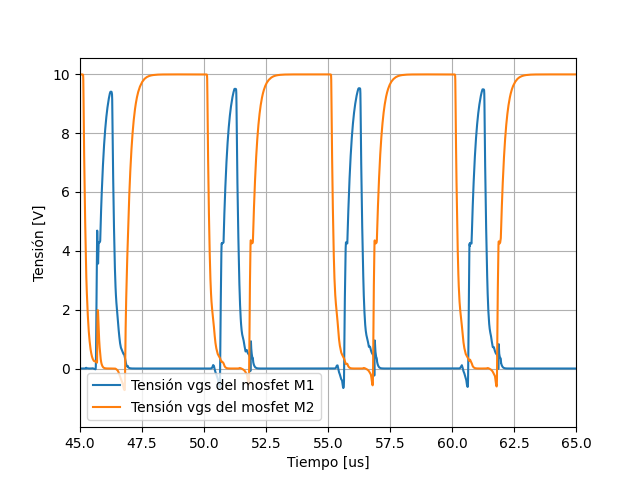 10
8
6
4
2
0
Tensión [V]
Tensión vgs del mosfet M1
Tensión vgs del mosfet M2
45.0 47.5 50.0 52.5 55.0 57.5 60.0 62.5 65.0
Tiempo [us]